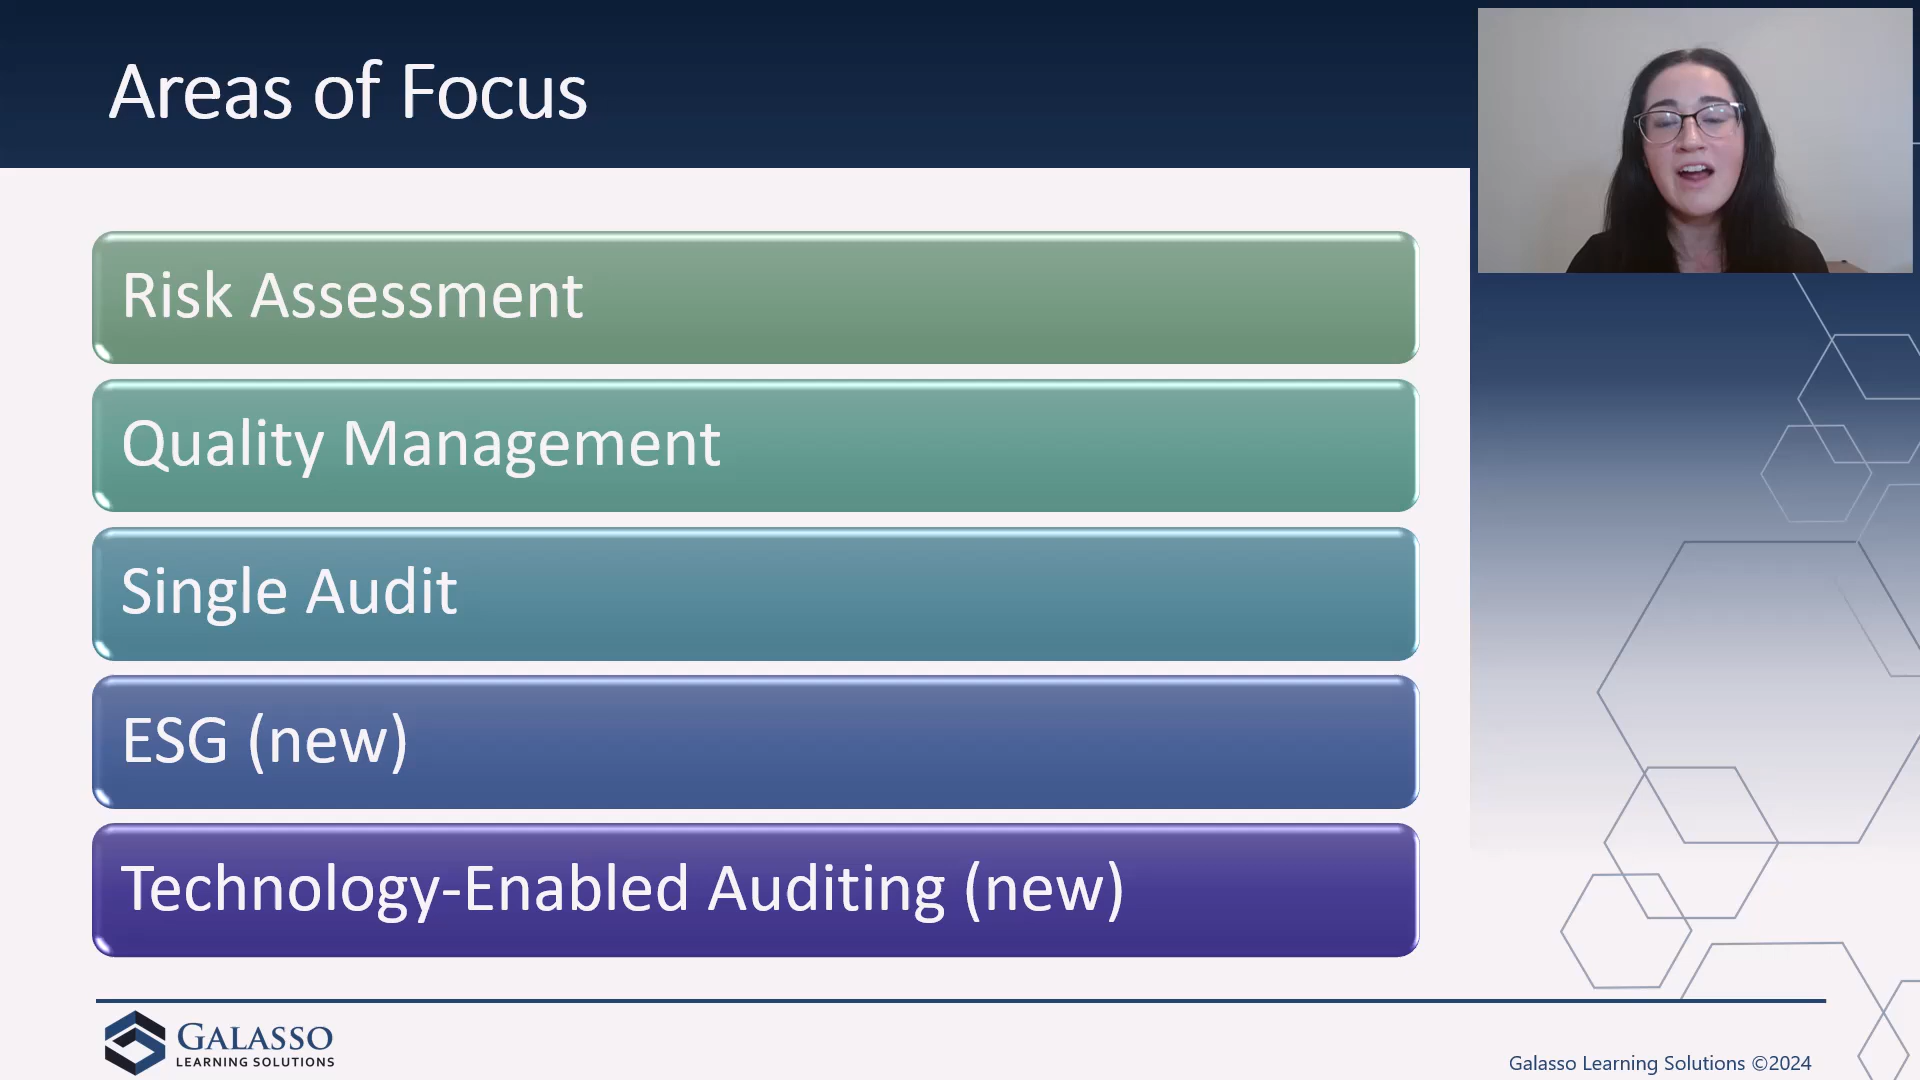 Areas of Focus
Risk Assessment
Quality Management
Single Audit
ESG (new)
Technology-Enabled Auditing (new)
GALASSO
LEARNING SOLUTIONS
Galasso Learning Solutions ©2024